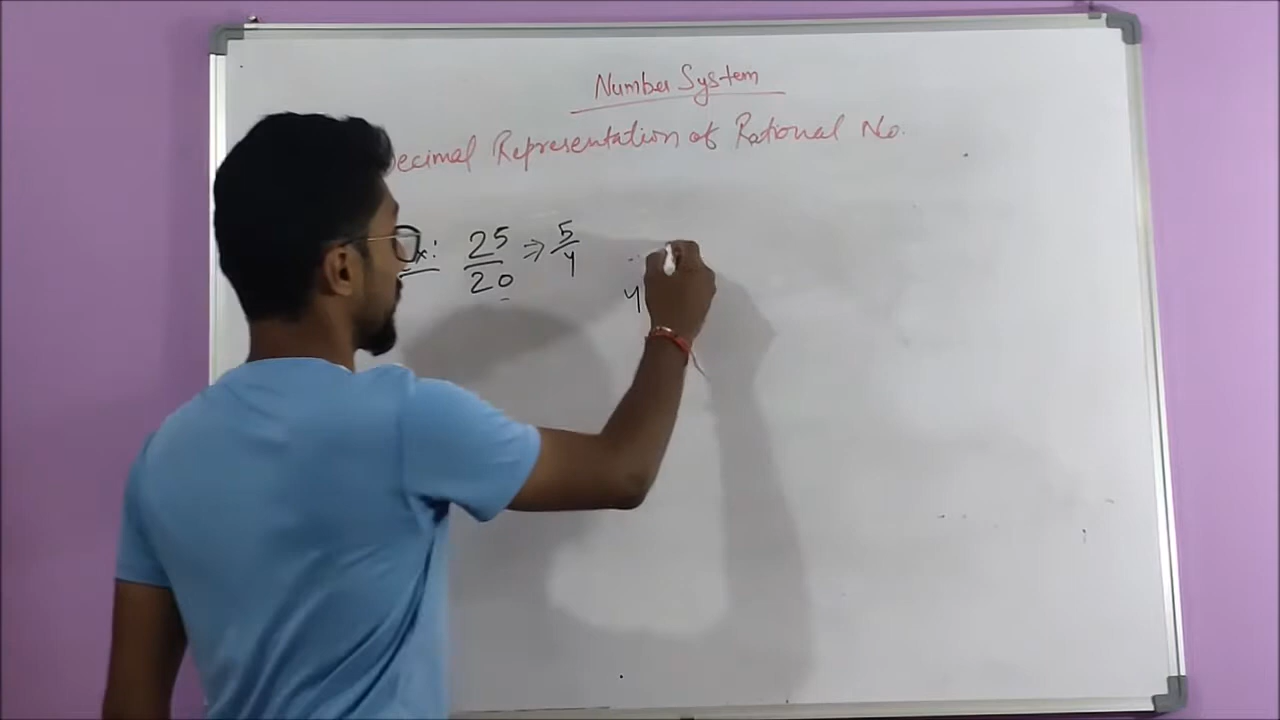 Number System
ecimal Representation of Rational No.
x: 25/20 ⇒ 5/4
4